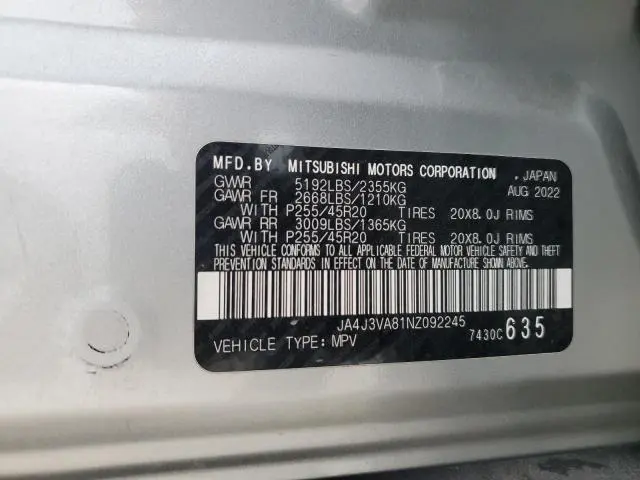 MFD.BY MITSUBISHI MOTORS CORPORATION , JAPAN
GVWR 5192LBS/2355KG AUG 2022
GAWR FR 2668LBS/1210KG
WITH P255/45R20 TIRES 20X8.0J RIMS
GAWR RR 3009LBS/1365KG
WITH P255/45R20 TIRES 20X8.0J RIMS
THIS VEHICLE CONFORMS TO ALL APPLICABLE FEDERAL MOTOR VEHICLE SAFETY AND THEFT
PREVENTION STANDARDS IN EFFECT ON THE DATE OF MANUFACTURE SHOWN ABOVE.
JA4J3VA81NZ092245
VEHICLE TYPE: MPV 7430C 635